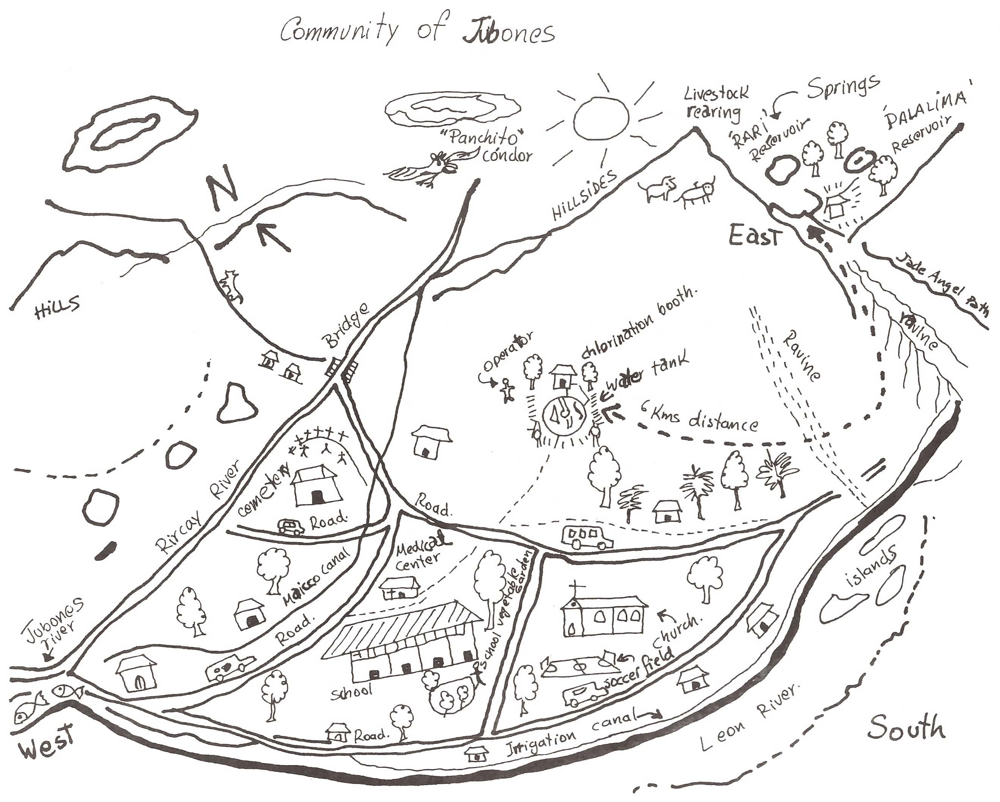 Community of Jubones
Livestock
rearing
Springs
'RARI'
Reservoir
'PALALIMA'
Reservoir
"Panchito"
cóndor
N
HILLSIDES
East
Jade Angel Path
ravine
Ravine
Hills
Bridge
Operator
chlorination booth.
water tank
6 Kms distance
Rircay River
cemetery
Road.
Road.
Medical
center
Maicco canal
Road.
Jubones
river
school vegetable
Garden
church.
soccer field
school
islands
Road.
Irrigation canal
Leon River.
West
South